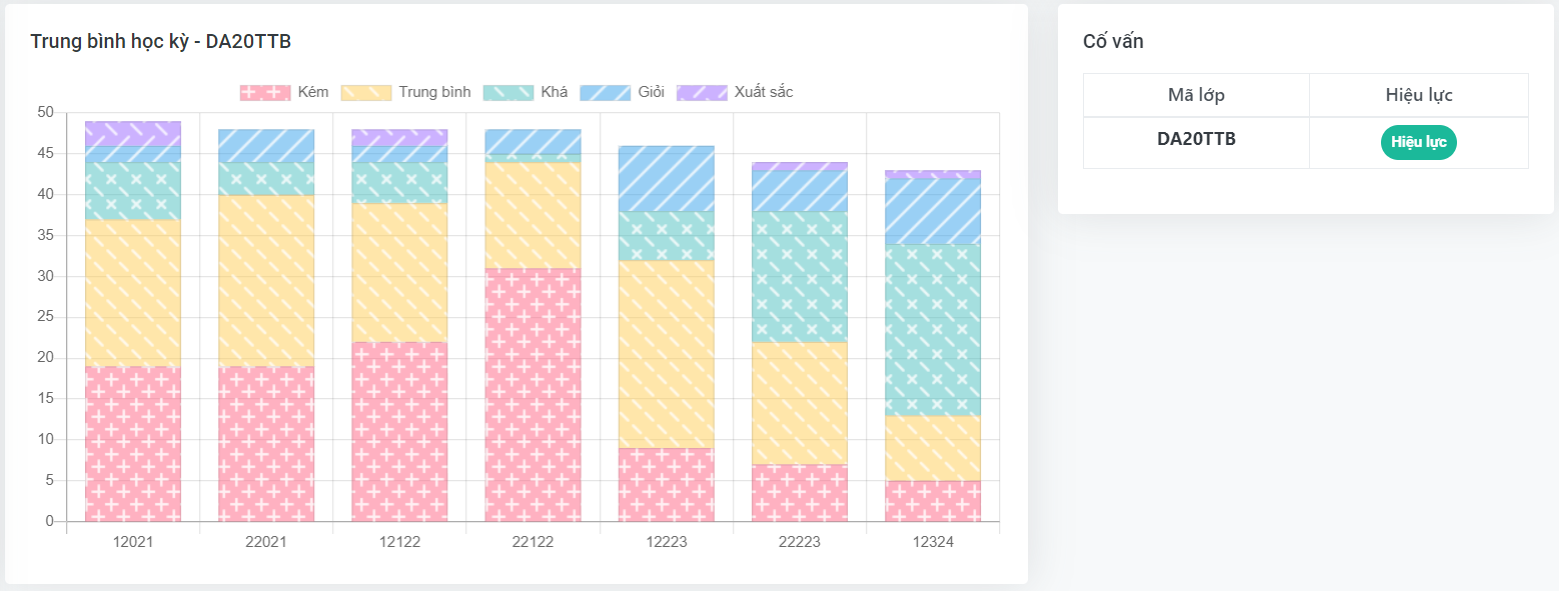 Trung bình học kỳ - DA20TTB
Kém Trung bình Khá Giỏi Xuất sắc
50
45
40
35
30
25
20
15
10
5
0
12021 22021 12122 22122 12223 22223 12324
Cố vấn
Mã lớp Hiệu lực
DA20TTB Hiệu lực